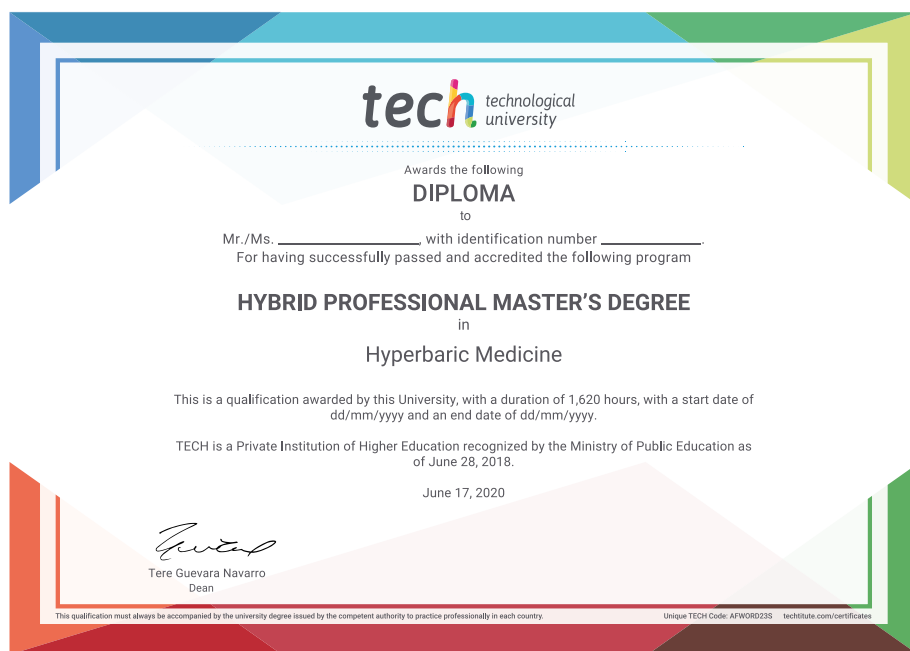 tech technological
university
Awards the following
DIPLOMA
to
Mr./Ms. ____________, with identification number ____________.
For having successfully passed and accredited the following program
HYBRID PROFESSIONAL MASTER'S DEGREE
in
Hyperbaric Medicine
This is a qualification awarded by this University, with a duration of 1,620 hours, with a start date of
dd/mm/yyyy and an end date of dd/mm/yyyy.
TECH is a Private Institution of Higher Education recognized by the Ministry of Public Education as
of June 28, 2018.
June 17, 2020
Tere Guevara Navarro
Dean
This qualification must always be accompanied by the university degree issued by the competent authority to practice professionally in each country.
Unique TECH Code: AFWORD23S techtitute.com/certificates